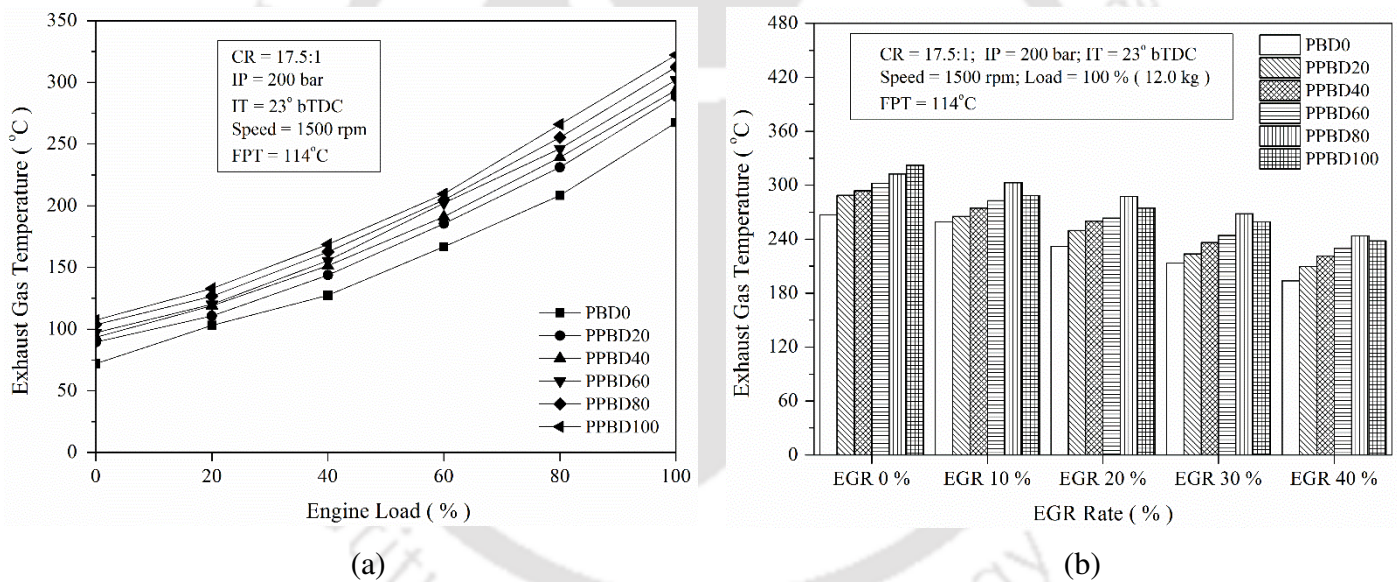 350
300
250
200
150
100
50
0
Exhaust Gas Temperature ( °C )
CR = 17.5:1
IP = 200 bar
IT = 23° bTDC
Speed = 1500 rpm
FPT = 114°C
PBD0
PPBD20
PPBD40
PPBD60
PPBD80
PPBD100
0 20 40 60 80 100
Engine Load ( % )
(a)
480
420
360
300
240
180
120
60
0
Exhaust Gas Temperature ( °C )
CR = 17.5:1; IP = 200 bar; IT = 23° bTDC
Speed = 1500 rpm; Load = 100 % ( 12.0 kg )
FPT = 114°C
PBD0
PPBD20
PPBD40
PPBD60
PPBD80
PPBD100
EGR 0 % EGR 10 % EGR 20 % EGR 30 % EGR 40 %
EGR Rate ( % )
(b)